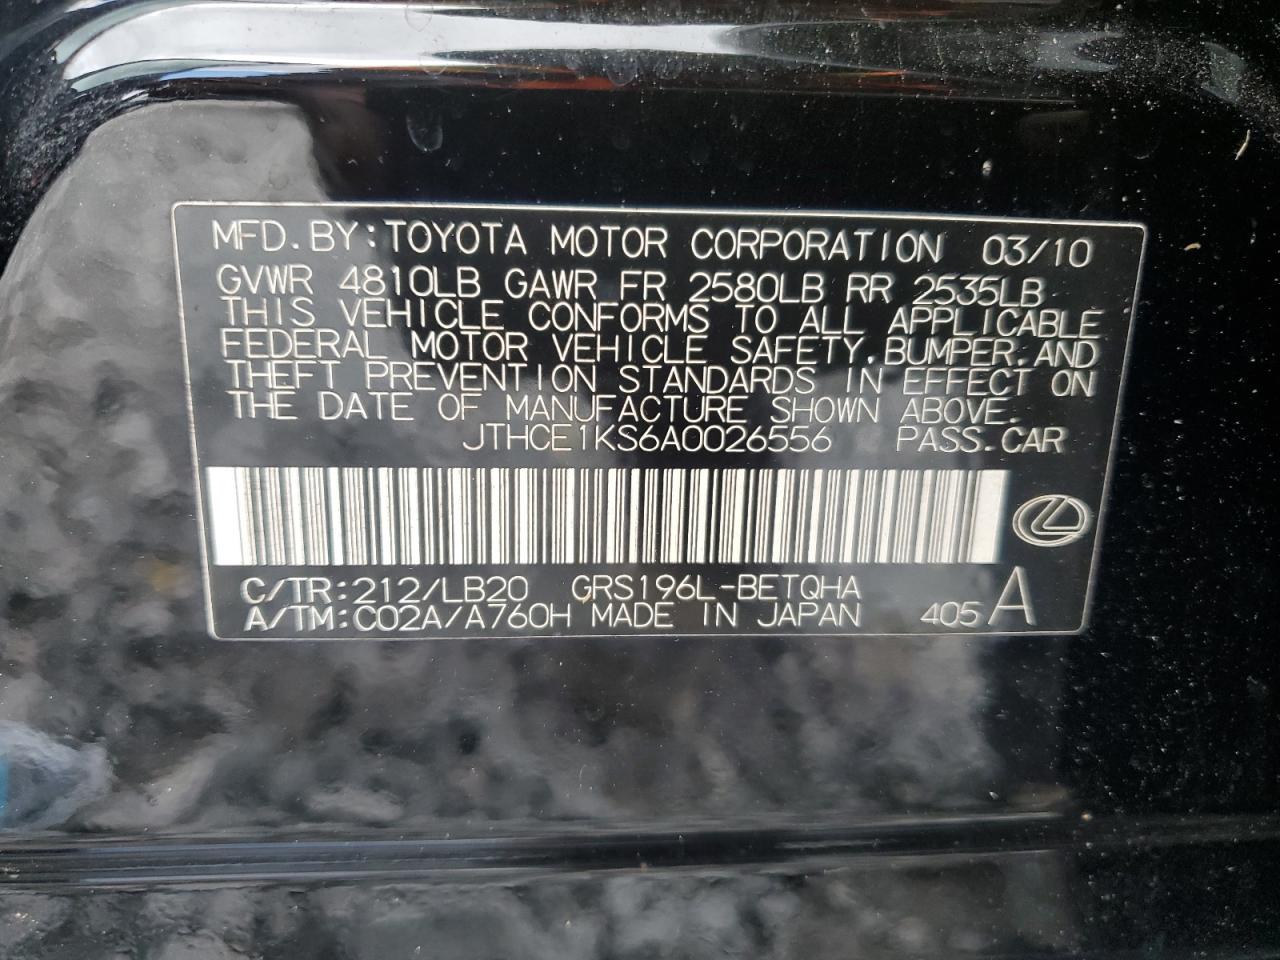 MFD.BY:TOYOTA MOTOR CORPORATION 03/10
GVWR 4810LB GAWR FR 2580LB RR 2535LB
THIS VEHICLE CONFORMS TO ALL APPLICABLE
FEDERAL MOTOR VEHICLE SAFETY,BUMPER,AND
THEFT PREVENTION STANDARDS IN EFFECT ON
THE DATE OF MANUFACTURE SHOWN ABOVE.
JTHCE1KS6A0026556 PASS.CAR
C/TR:212/LB20 GRS196L-BETQHA
A/TM:C02A/A760H MADE IN JAPAN 405 A